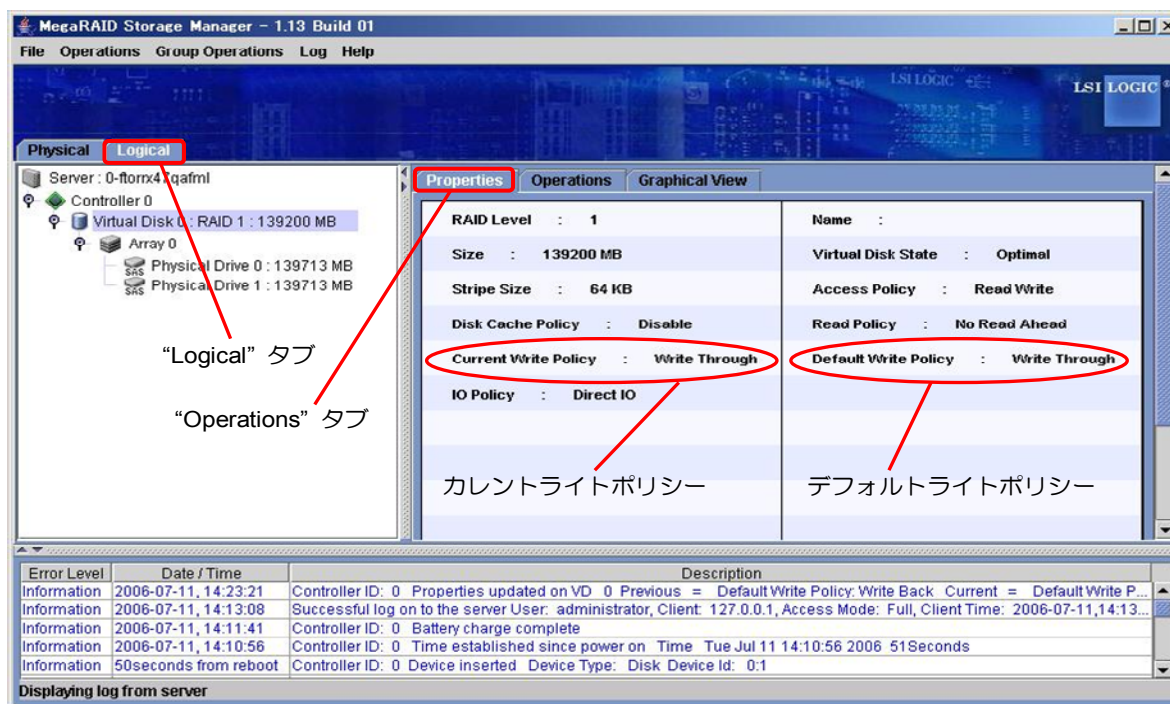 MegaRAID Storage Manager - 1.13 Build 01
File Operations Group Operations Log Help
LSI LOGIC
LSI LOGIC ®
Physical Logical
Server : 0-ftorrx47qafml
Controller 0
Virtual Disk 0 : RAID 1 : 139200 MB
Array 0
SAS Physical Drive 0 : 139713 MB
SAS Physical Drive 1 : 139713 MB
“Logical” タブ
“Operations” タブ
Properties Operations Graphical View
RAID Level : 1 Name :
Size : 139200 MB Virtual Disk State : Optimal
Stripe Size : 64 KB Access Policy : Read Write
Disk Cache Policy : Disable Read Policy : No Read Ahead
Current Write Policy : Write Through Default Write Policy : Write Through
IO Policy : Direct IO
カレントライトポリシー デフォルトライトポリシー
Error Level Date / Time Description
Information 2006-07-11, 14:23:21 Controller ID: 0 Properties updated on VD 0 Previous = Default Write Policy: Write Back Current = Default Write P...
Information 2006-07-11, 14:13:08 Successful log on to the server User: administrator, Client: 127.0.0.1, Access Mode: Full, Client Time: 2006-07-11,14:13...
Information 2006-07-11, 14:11:41 Controller ID: 0 Battery charge complete
Information 2006-07-11, 14:10:56 Controller ID: 0 Time established since power on Time Tue Jul 11 14:10:56 2006 51Seconds
Information 50seconds from reboot Controller ID: 0 Device inserted Device Type: Disk Device Id: 0:1
Displaying log from server